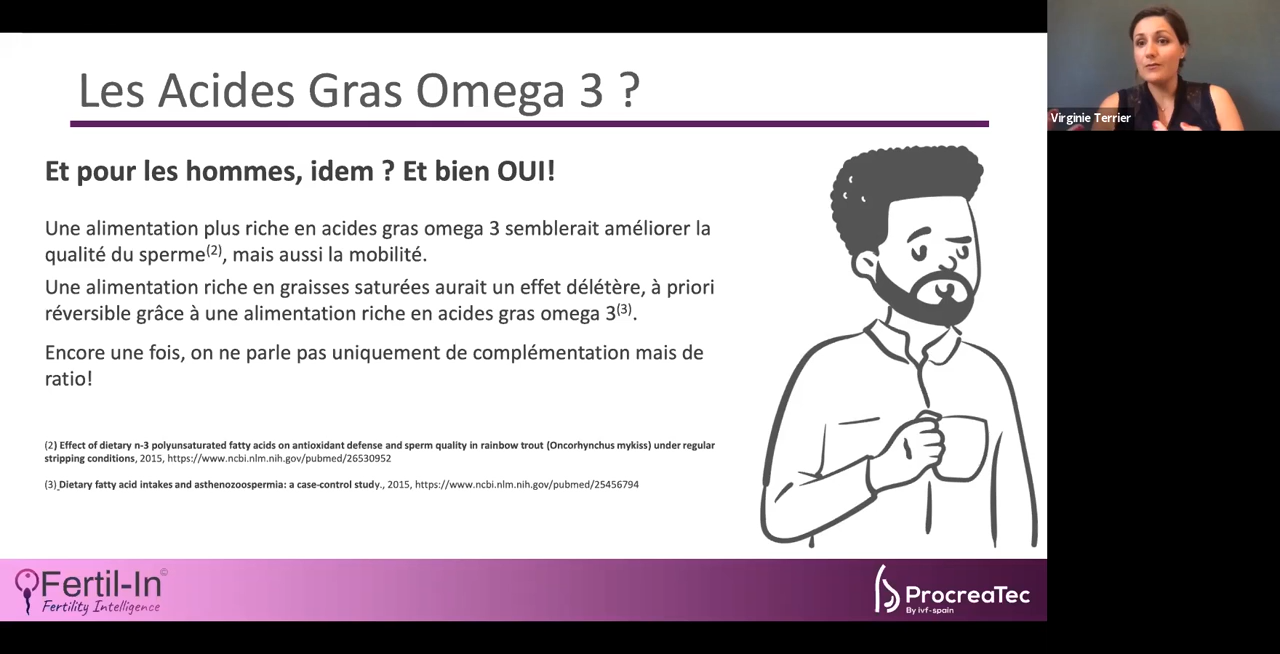 Les Acides Gras Omega 3 ?
Virginie Terrier
Et pour les hommes, idem ? Et bien OUI!
Une alimentation plus riche en acides gras omega 3 semblerait améliorer la
qualité du sperme(2), mais aussi la mobilité.
Une alimentation riche en graisses saturées aurait un effet délétère, à priori
réversible grâce à une alimentation riche en acides gras omega 3(3).
Encore une fois, on ne parle pas uniquement de complémentation mais de
ratio!
(2) Effect of dietary n-3 polyunsaturated fatty acids on antioxidant defense and sperm quality in rainbow trout (Oncorhynchus mykiss) under regular
stripping conditions, 2015, https://www.ncbi.nlm.nih.gov/pubmed/26530952
(3) Dietary fatty acid intakes and asthenozoospermia: a case-control study., 2015, https://www.ncbi.nlm.nih.gov/pubmed/25456794
Fertil-In©
Fertility Intelligence
ProcreaTec
By ivf-spain